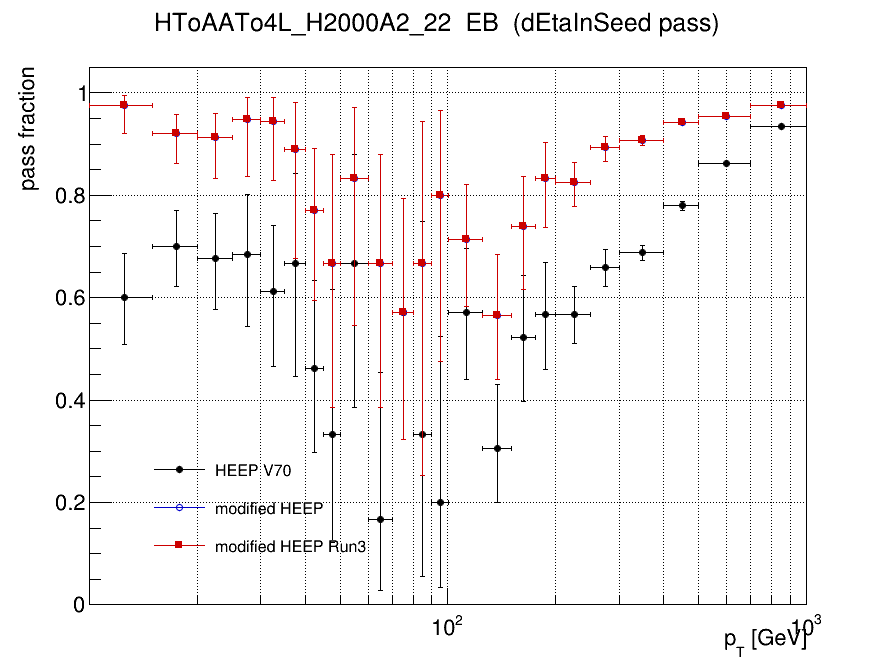 HToAATo4L_H2000A2_22 EB (dEtaInSeed pass)
pass fraction
1
0.8
0.6
0.4
0.2
0
HEEP V70
modified HEEP
modified HEEP Run3
10²
10³
p_T [GeV]